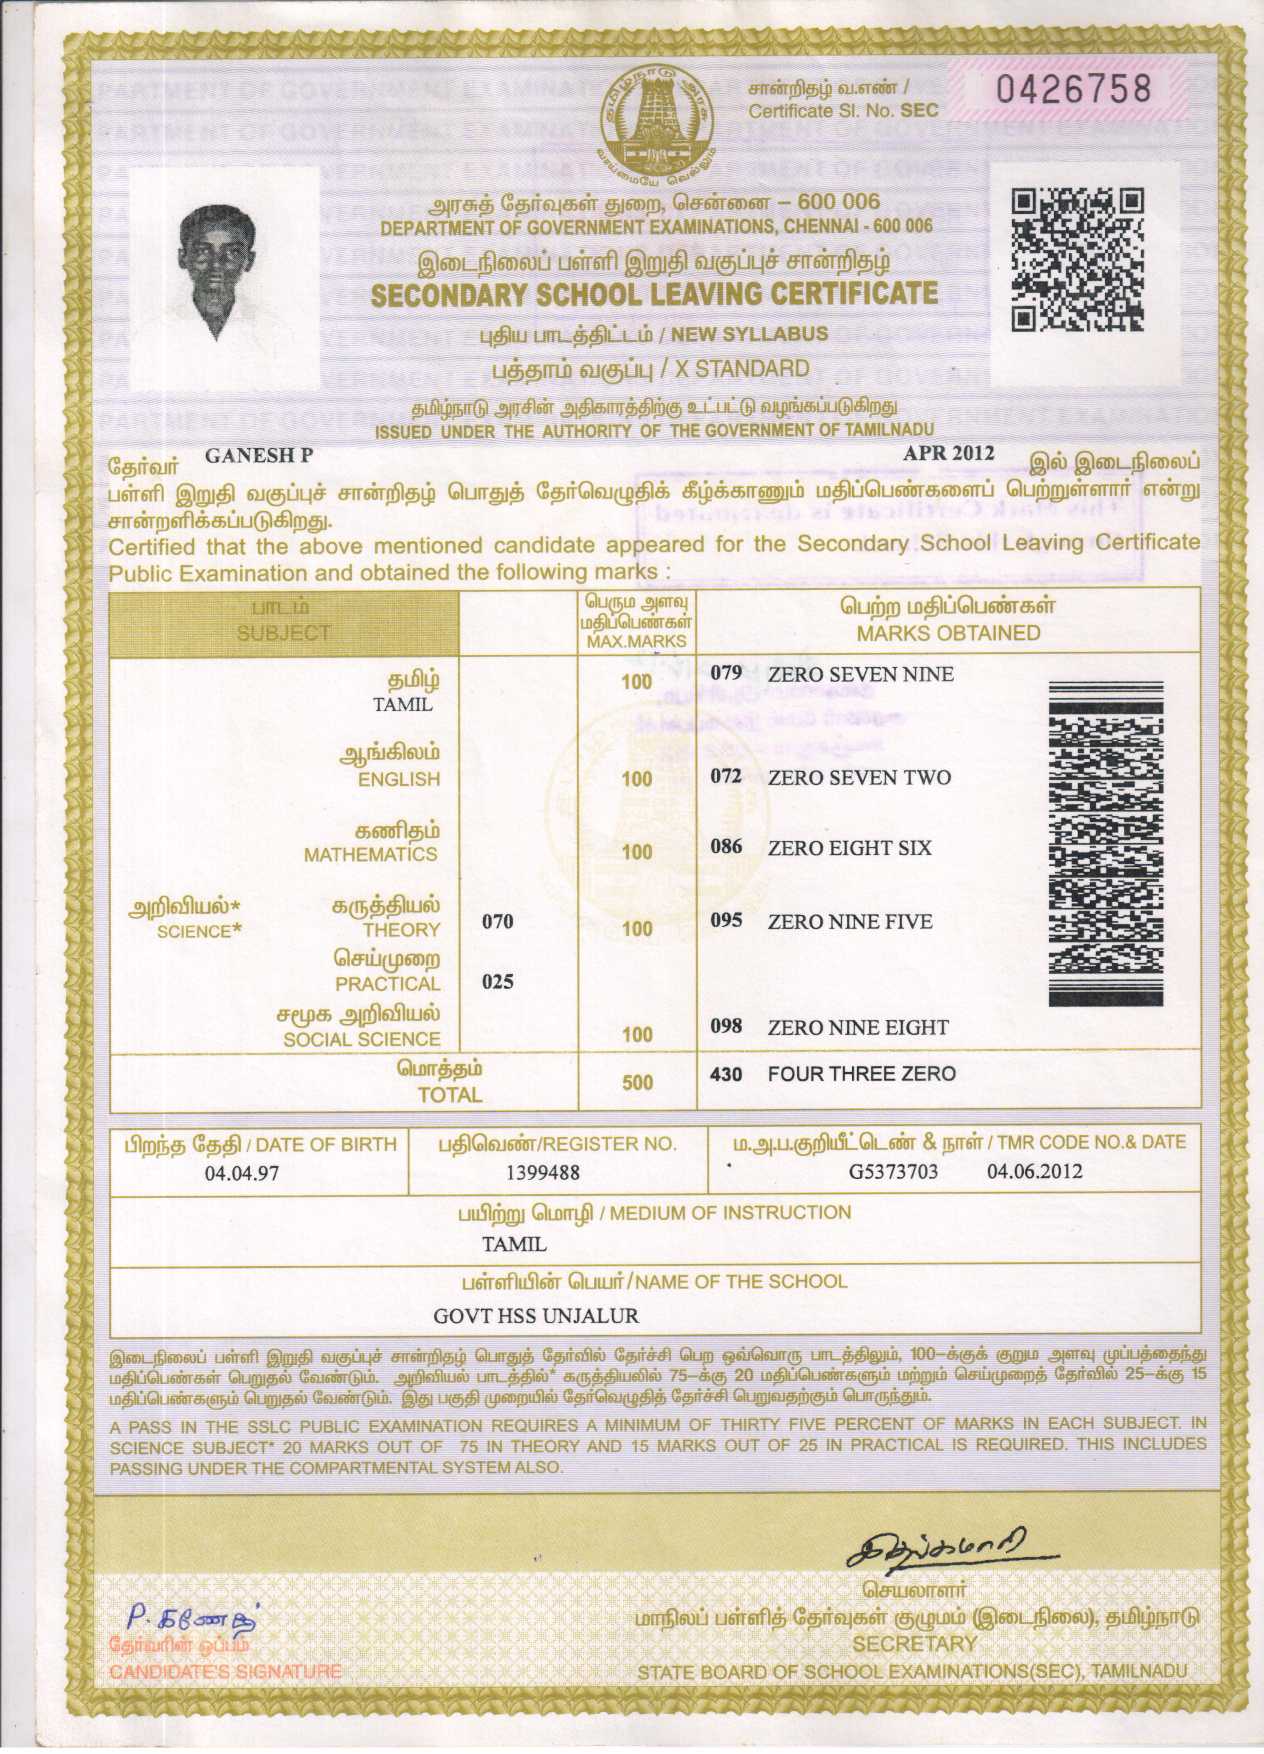 தமிழ்நாடு அரசு
வாய்மையே வெல்லும்
சான்றிதழ் வ.எண் /
Certificate Sl. No. SEC 0426758
அரசுத் தேர்வுகள் துறை, சென்னை – 600 006
DEPARTMENT OF GOVERNMENT EXAMINATIONS, CHENNAI - 600 006
இடைநிலைப் பள்ளி இறுதி வகுப்புச் சான்றிதழ்
SECONDARY SCHOOL LEAVING CERTIFICATE
புதிய பாடத்திட்டம் / NEW SYLLABUS
பத்தாம் வகுப்பு / X STANDARD
தமிழ்நாடு அரசின் அதிகாரத்திற்கு உட்பட்டு வழங்கப்படுகிறது
ISSUED UNDER THE AUTHORITY OF THE GOVERNMENT OF TAMILNADU
தேர்வர் GANESH P APR 2012 இல் இடைநிலைப்
பள்ளி இறுதி வகுப்புச் சான்றிதழ் பொதுத் தேர்வெழுதிக் கீழ்க்காணும் மதிப்பெண்களைப் பெற்றுள்ளார் என்று
சான்றளிக்கப்படுகிறது.
Certified that the above mentioned candidate appeared for the Secondary School Leaving Certificate
Public Examination and obtained the following marks :
பாடம்
SUBJECT
பெரும அளவு
மதிப்பெண்கள்
MAX.MARKS
பெற்ற மதிப்பெண்கள்
MARKS OBTAINED
தமிழ்
TAMIL 100 079 ZERO SEVEN NINE
ஆங்கிலம்
ENGLISH 100 072 ZERO SEVEN TWO
கணிதம்
MATHEMATICS 100 086 ZERO EIGHT SIX
அறிவியல்* கருத்தியல்
SCIENCE* THEORY 070 100 095 ZERO NINE FIVE
செய்முறை
PRACTICAL 025
சமூக அறிவியல்
SOCIAL SCIENCE 100 098 ZERO NINE EIGHT
மொத்தம்
TOTAL 500 430 FOUR THREE ZERO
பிறந்த தேதி / DATE OF BIRTH பதிவெண்/REGISTER NO. ம.அ.ப.குறியீட்டெண் & நாள் / TMR CODE NO.& DATE
04.04.97 1399488 G5373703 04.06.2012
பயிற்று மொழி / MEDIUM OF INSTRUCTION
TAMIL
பள்ளியின் பெயர்/NAME OF THE SCHOOL
GOVT HSS UNJALUR
இடைநிலைப் பள்ளி இறுதி வகுப்புச் சான்றிதழ் பொதுத் தேர்வில் தேர்ச்சி பெற ஒவ்வொரு பாடத்திலும், 100–க்குக் குறும அளவு முப்பத்தைந்து
மதிப்பெண்கள் பெறுதல் வேண்டும். அறிவியல் பாடத்தில்* கருத்தியலில் 75–க்கு 20 மதிப்பெண்களும் மற்றும் செய்முறைத் தேர்வில் 25–க்கு 15
மதிப்பெண்களும் பெறுதல் வேண்டும். இது பகுதி முறையில் தேர்வெழுதித் தேர்ச்சி பெறுவதற்கும் பொருந்தும்.
A PASS IN THE SSLC PUBLIC EXAMINATION REQUIRES A MINIMUM OF THIRTY FIVE PERCENT OF MARKS IN EACH SUBJECT. IN
SCIENCE SUBJECT* 20 MARKS OUT OF 75 IN THEORY AND 15 MARKS OUT OF 25 IN PRACTICAL IS REQUIRED. THIS INCLUDES
PASSING UNDER THE COMPARTMENTAL SYSTEM ALSO.
செயலாளர்
மாநிலப் பள்ளித் தேர்வுகள் குழுமம் (இடைநிலை), தமிழ்நாடு
SECRETARY
STATE BOARD OF SCHOOL EXAMINATIONS(SEC), TAMILNADU
P. கணேஷ்
தேர்வரின் ஒப்பம்
CANDIDATE'S SIGNATURE